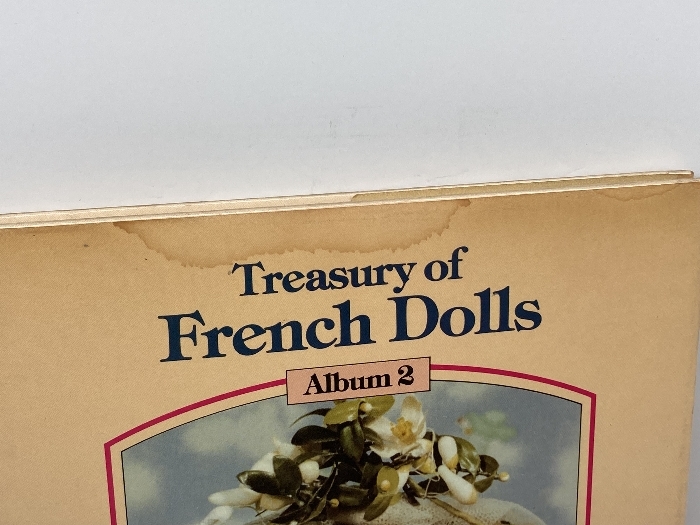 Treasury of
French Dolls
Album 2